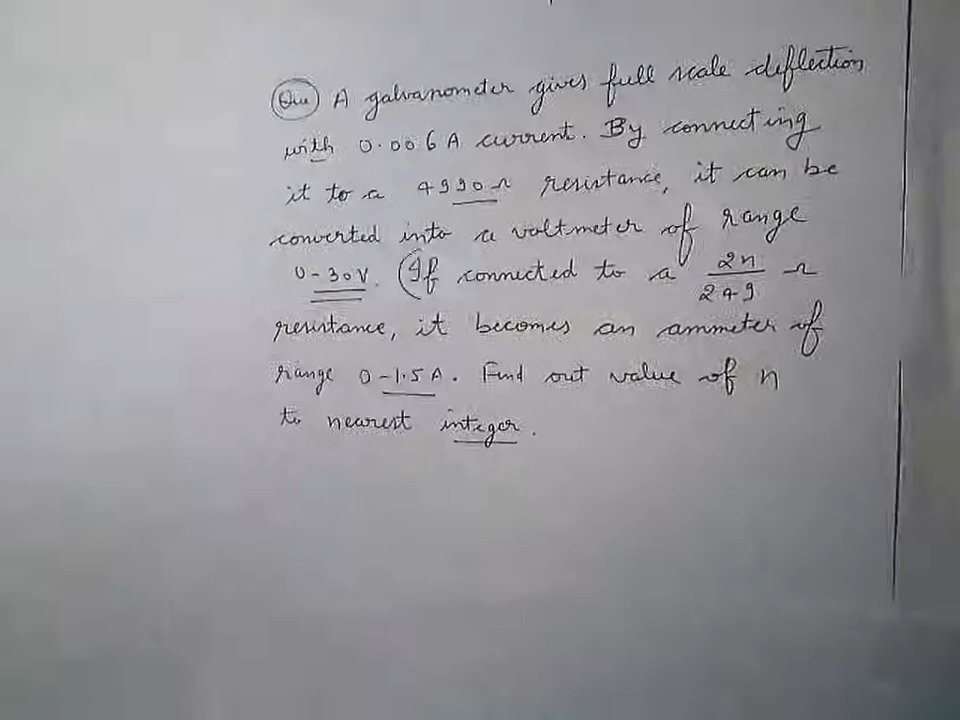 Que A galvanometer gives full scale deflection
with 0.006 A current. By connecting
it to a 4990 Ω resistance, it can be
converted into a voltmeter of range
0-30V. (If connected to a 2n/249 Ω
resistance, it becomes an ammeter of
range 0-1.5A. Find out value of n
to nearest integer.